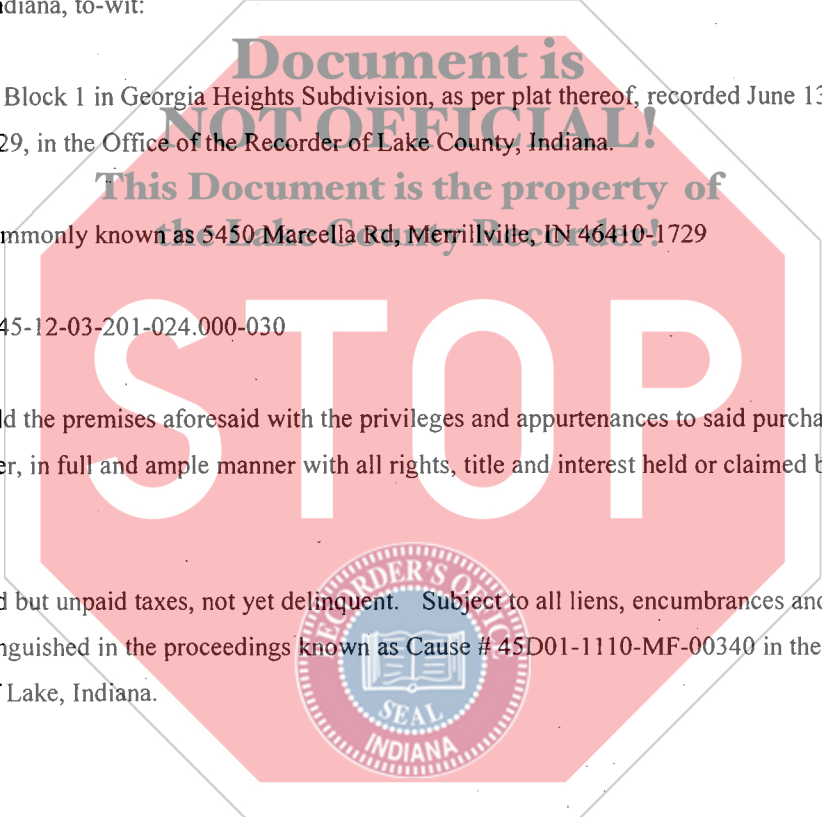 diana, to-wit:
Document is
Block 1 in Georgia Heights Subdivision, as per plat thereof, recorded June 13
NOT OFFICIAL!
29, in the Office of the Recorder of Lake County, Indiana.
This Document is the property of
the Lake County Recorder!
mmonly known as 5450 Marcella Rd, Merrillville, IN 46410-1729
45-12-03-201-024.000-030
STOP
d the premises aforesaid with the privileges and appurtenances to said purcha
er, in full and ample manner with all rights, title and interest held or claimed b
RECORDER'S OFFICE
d but unpaid taxes, not yet delinquent. Subject to all liens, encumbrances and
nguished in the proceedings known as Cause # 45D01-1110-MF-00340 in the
Lake, Indiana.
SEAL
INDIANA